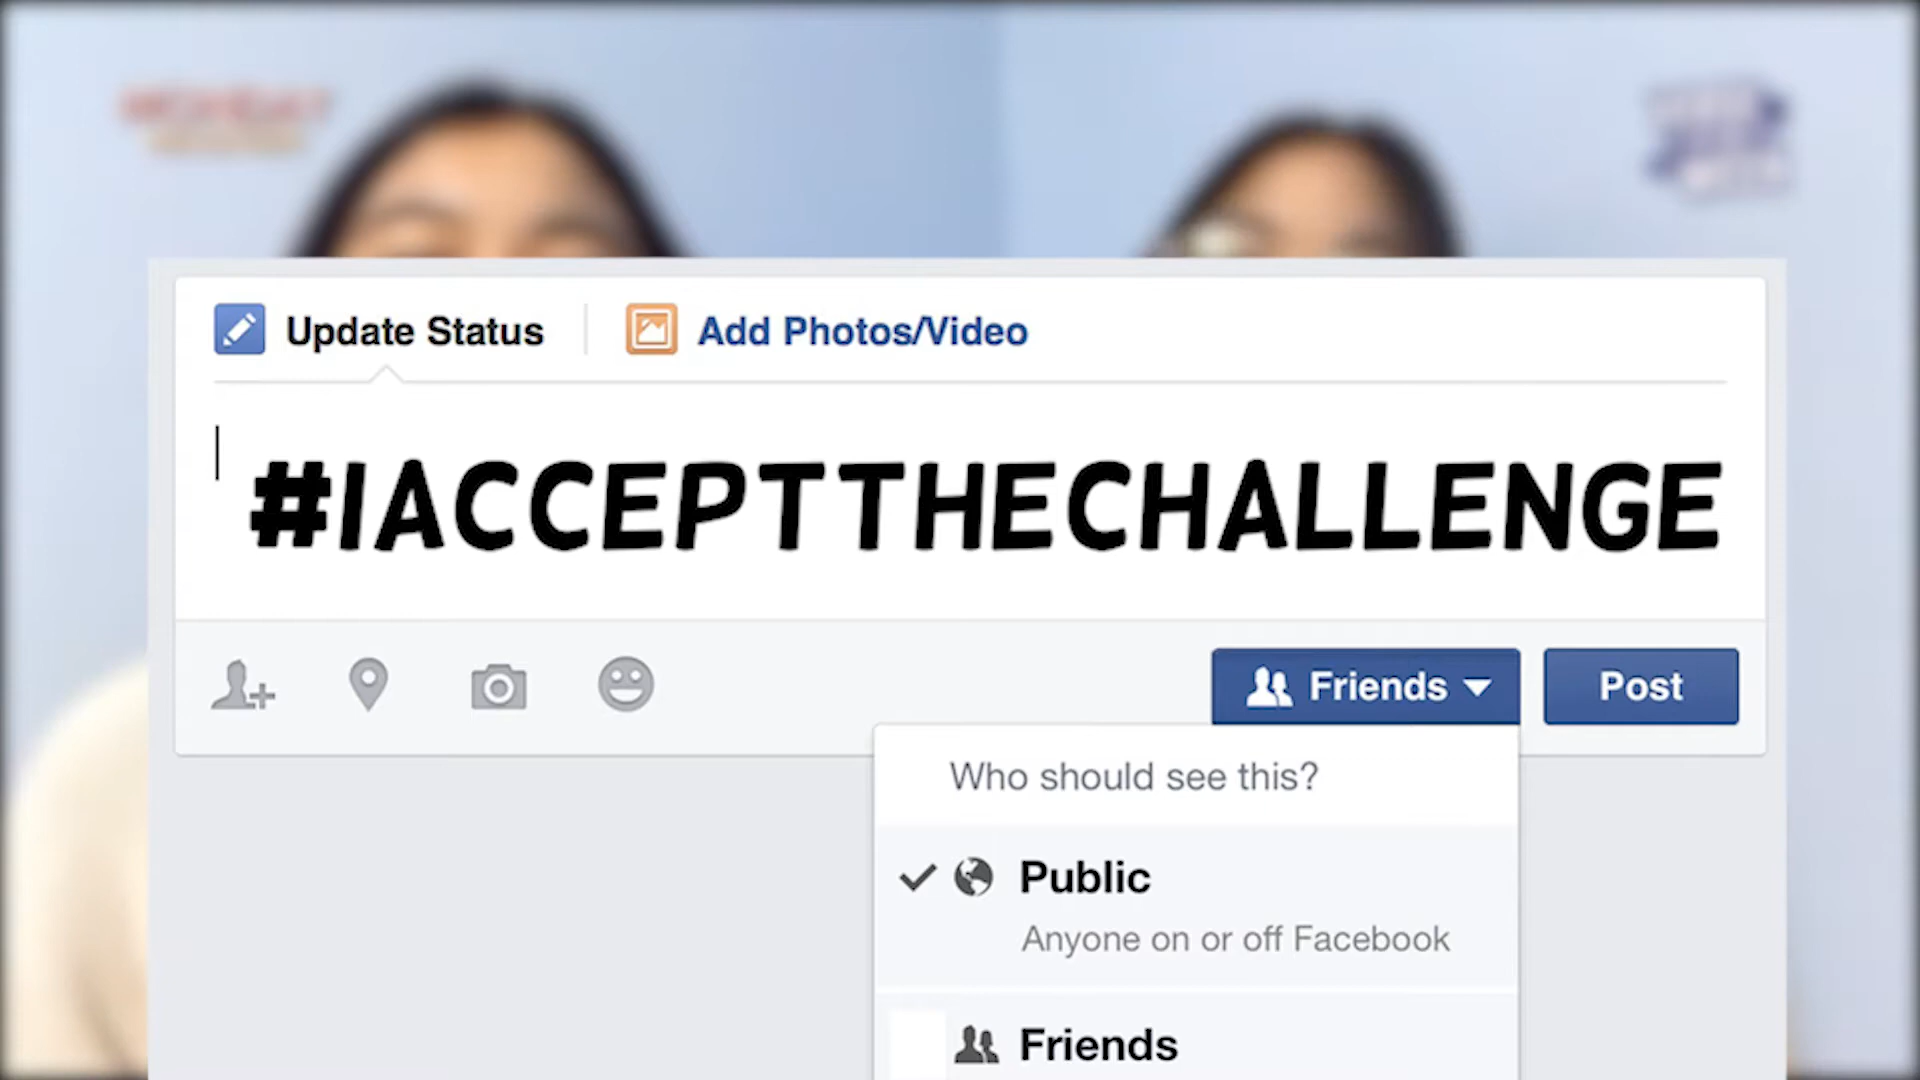 MONDAY
Update Status
Add Photos/Video
#IACCEPTTHECHALLENGE
Friends
Post
Who should see this?
Public
Anyone on or off Facebook
Friends